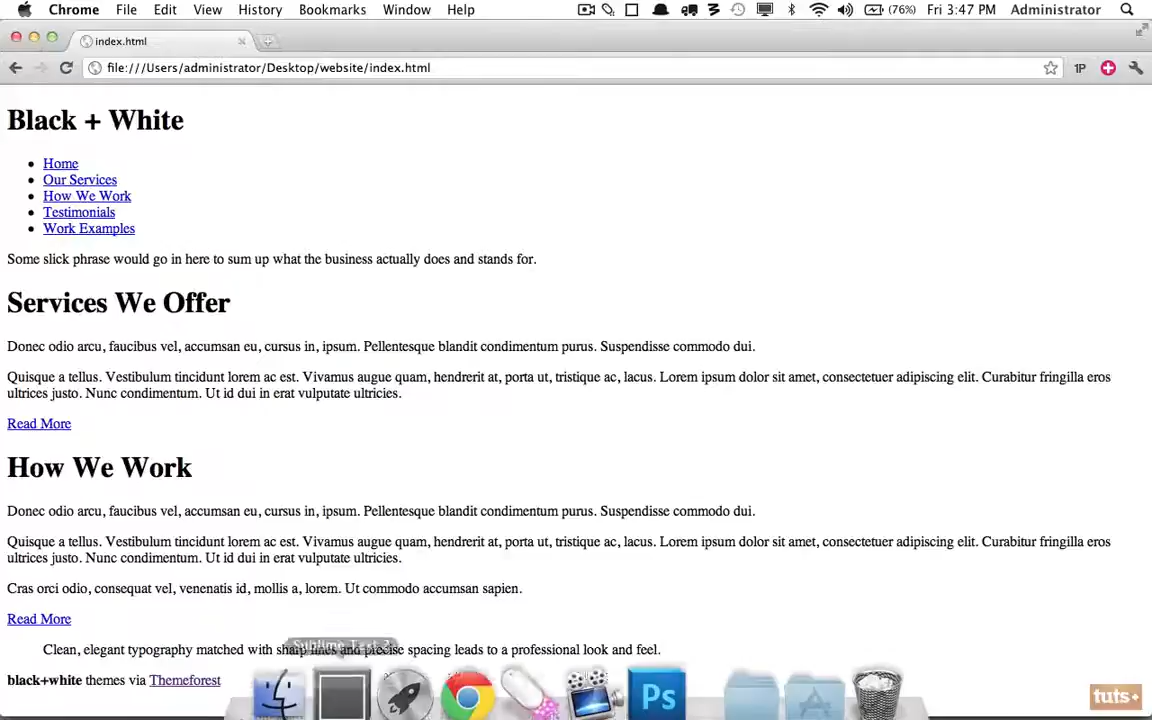 Chrome File Edit View History Bookmarks Window Help (76%) Fri 3:47 PM Administrator
index.html
file:///Users/administrator/Desktop/website/index.html 1P
Black + White
Home
Our Services
How We Work
Testimonials
Work Examples
Some slick phrase would go in here to sum up what the business actually does and stands for.
Services We Offer
Donec odio arcu, faucibus vel, accumsan eu, cursus in, ipsum. Pellentesque blandit condimentum purus. Suspendisse commodo dui.
Quisque a tellus. Vestibulum tincidunt lorem ac est. Vivamus augue quam, hendrerit at, porta ut, tristique ac, lacus. Lorem ipsum dolor sit amet, consectetuer adipiscing elit. Curabitur fringilla eros
ultrices justo. Nunc condimentum. Ut id dui in erat vulputate ultricies.
Read More
How We Work
Donec odio arcu, faucibus vel, accumsan eu, cursus in, ipsum. Pellentesque blandit condimentum purus. Suspendisse commodo dui.
Quisque a tellus. Vestibulum tincidunt lorem ac est. Vivamus augue quam, hendrerit at, porta ut, tristique ac, lacus. Lorem ipsum dolor sit amet, consectetuer adipiscing elit. Curabitur fringilla eros
ultrices justo. Nunc condimentum. Ut id dui in erat vulputate ultricies.
Cras orci odio, consequat vel, venenatis id, mollis a, lorem. Ut commodo accumsan sapien.
Read More
Sublime Text 2
Clean, elegant typography matched with sharp lines and precise spacing leads to a professional look and feel.
black+white themes via Themeforest
Ps
tuts+